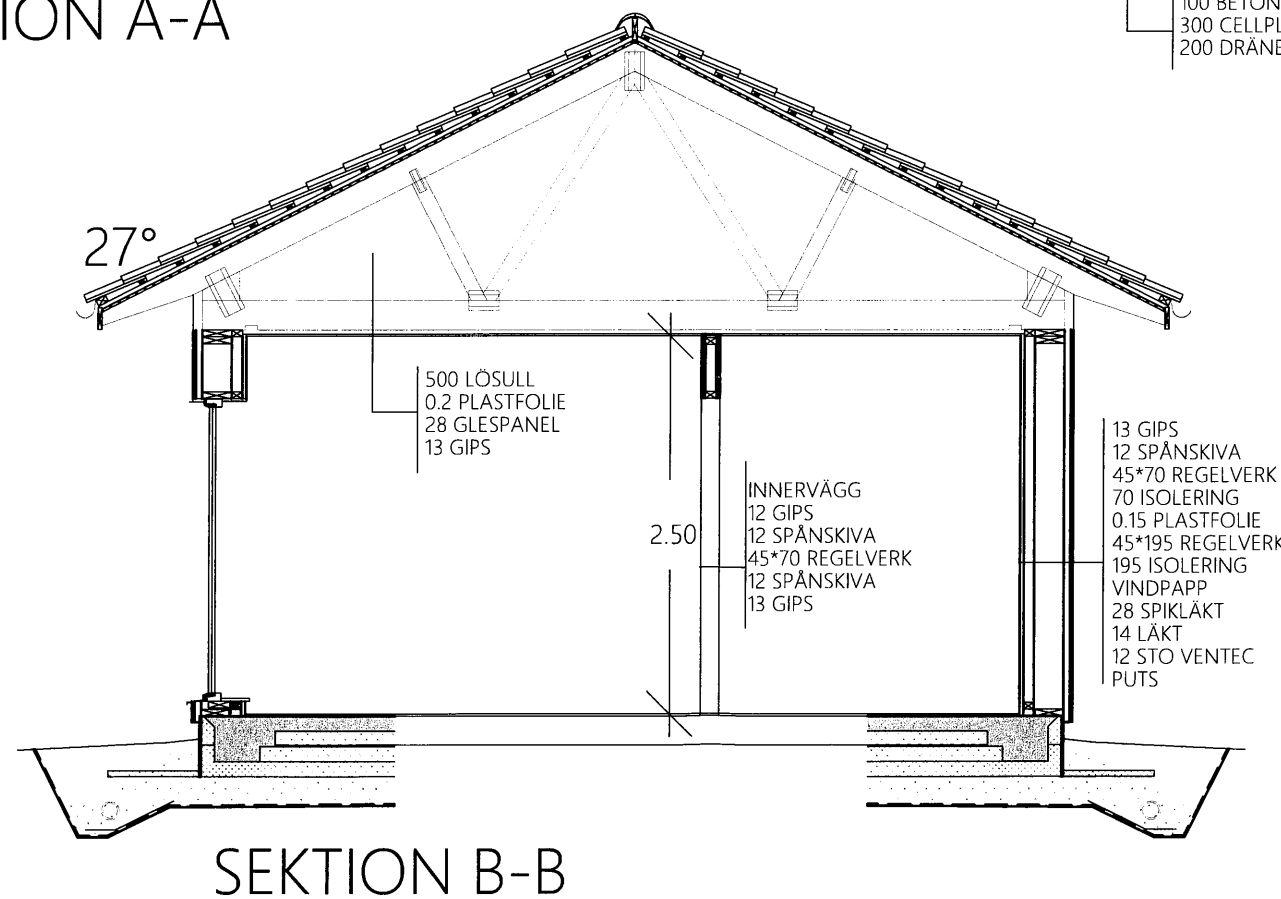 ION A-A
100 BETON
300 CELLPL
200 DRÄNE
27°
500 LÖSULL
0.2 PLASTFOLIE
28 GLESPANEL
13 GIPS
2.50
INNERVÄGG
12 GIPS
12 SPÅNSKIVA
45*70 REGELVERK
12 SPÅNSKIVA
13 GIPS
13 GIPS
12 SPÅNSKIVA
45*70 REGELVERK
70 ISOLERING
0.15 PLASTFOLIE
45*195 REGELVERK
195 ISOLERING
VINDPAPP
28 SPIKLÄKT
14 LÄKT
12 STO VENTEC
PUTS
SEKTION B-B